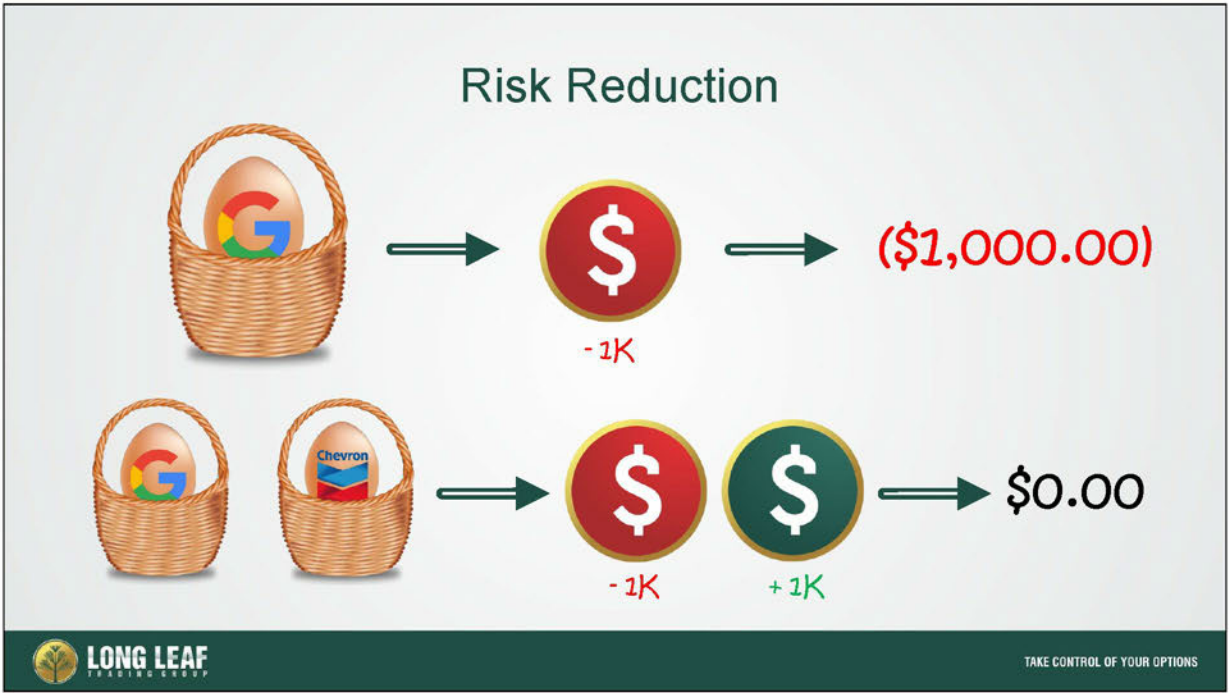 Risk Reduction
G
$
($1,000.00)
- 1K
G
Chevron
$
$
$0.00
- 1K
+ 1K
LONG LEAF
TRADING GROUP
TAKE CONTROL OF YOUR OPTIONS